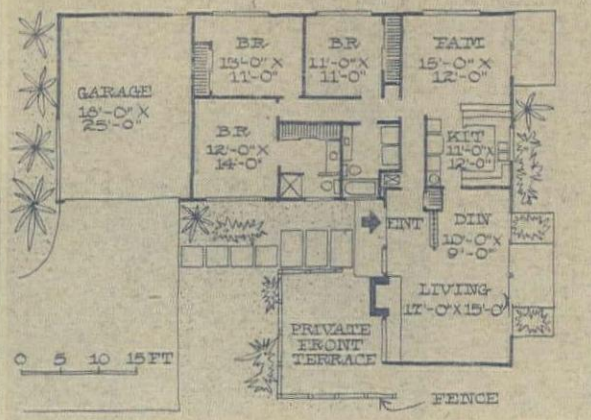 BR
13'-0" X
11'-0"
BR
11'-0" X
11'-0"
FAM
15'-0" X
12'-0"
GARAGE
18'-0" X
25'-0"
BR
12'-0" X
14'-0"
KIT
11'-0" X
12'-0"
ENT
DIN
10'-0" X
9'-0"
LIVING
17'-0" X 15'-0"
PRIVATE
FRONT
TERRACE
0 5 10 15 FT
FENCE